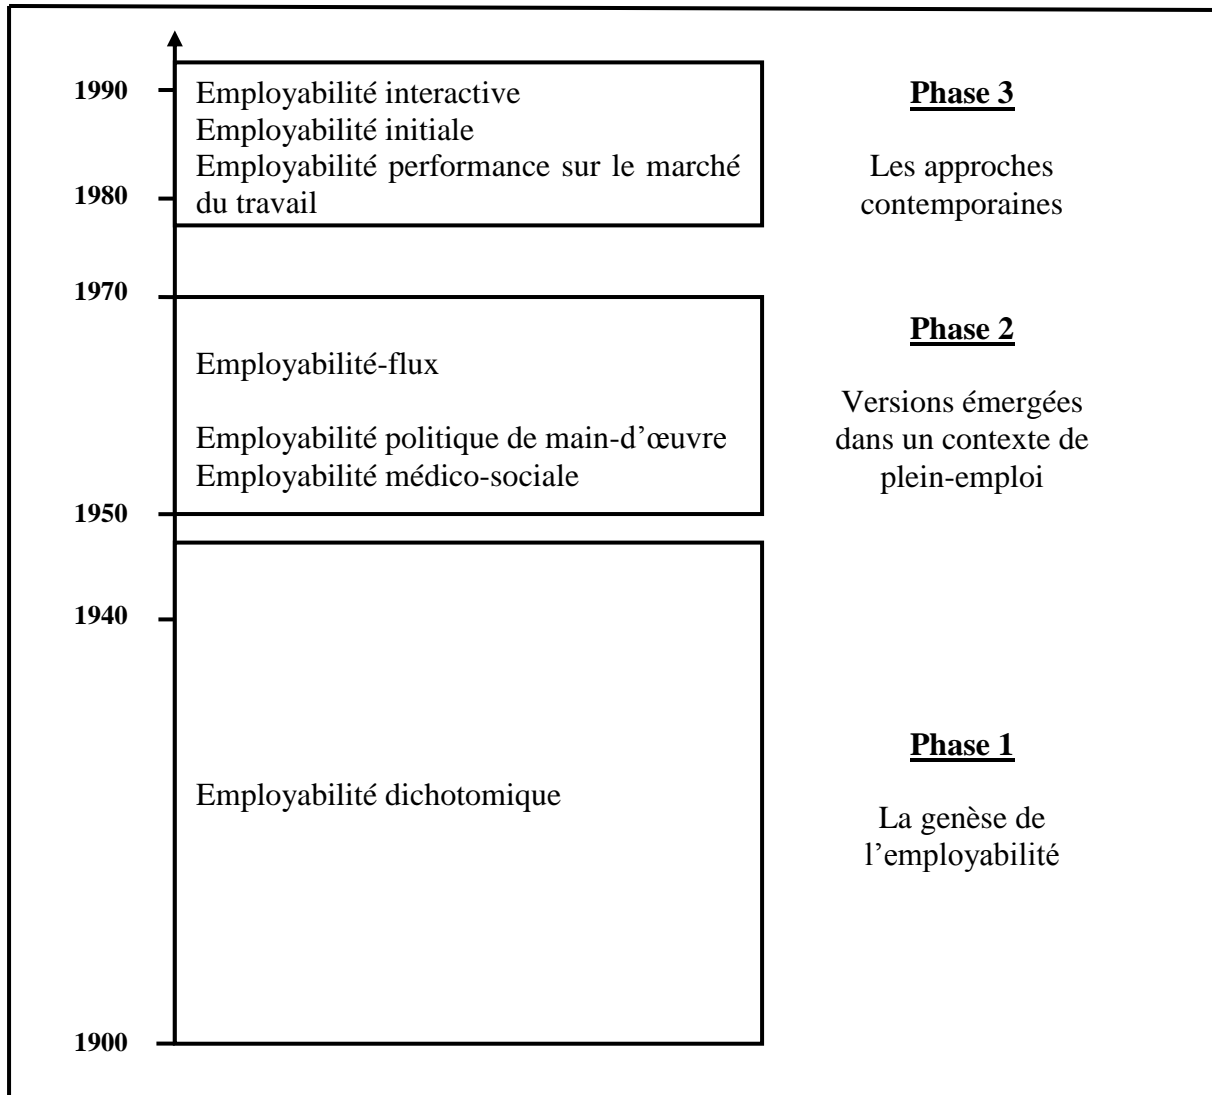 1990
Employabilité interactive
Employabilité initiale
Employabilité performance sur le marché
du travail
1980
Phase 3
Les approches
contemporaines
1970
Employabilité-flux
Employabilité politique de main-d’œuvre
Employabilité médico-sociale
1950
Phase 2
Versions émergées
dans un contexte de
plein-emploi
1940
Employabilité dichotomique
1900
Phase 1
La genèse de
l’employabilité